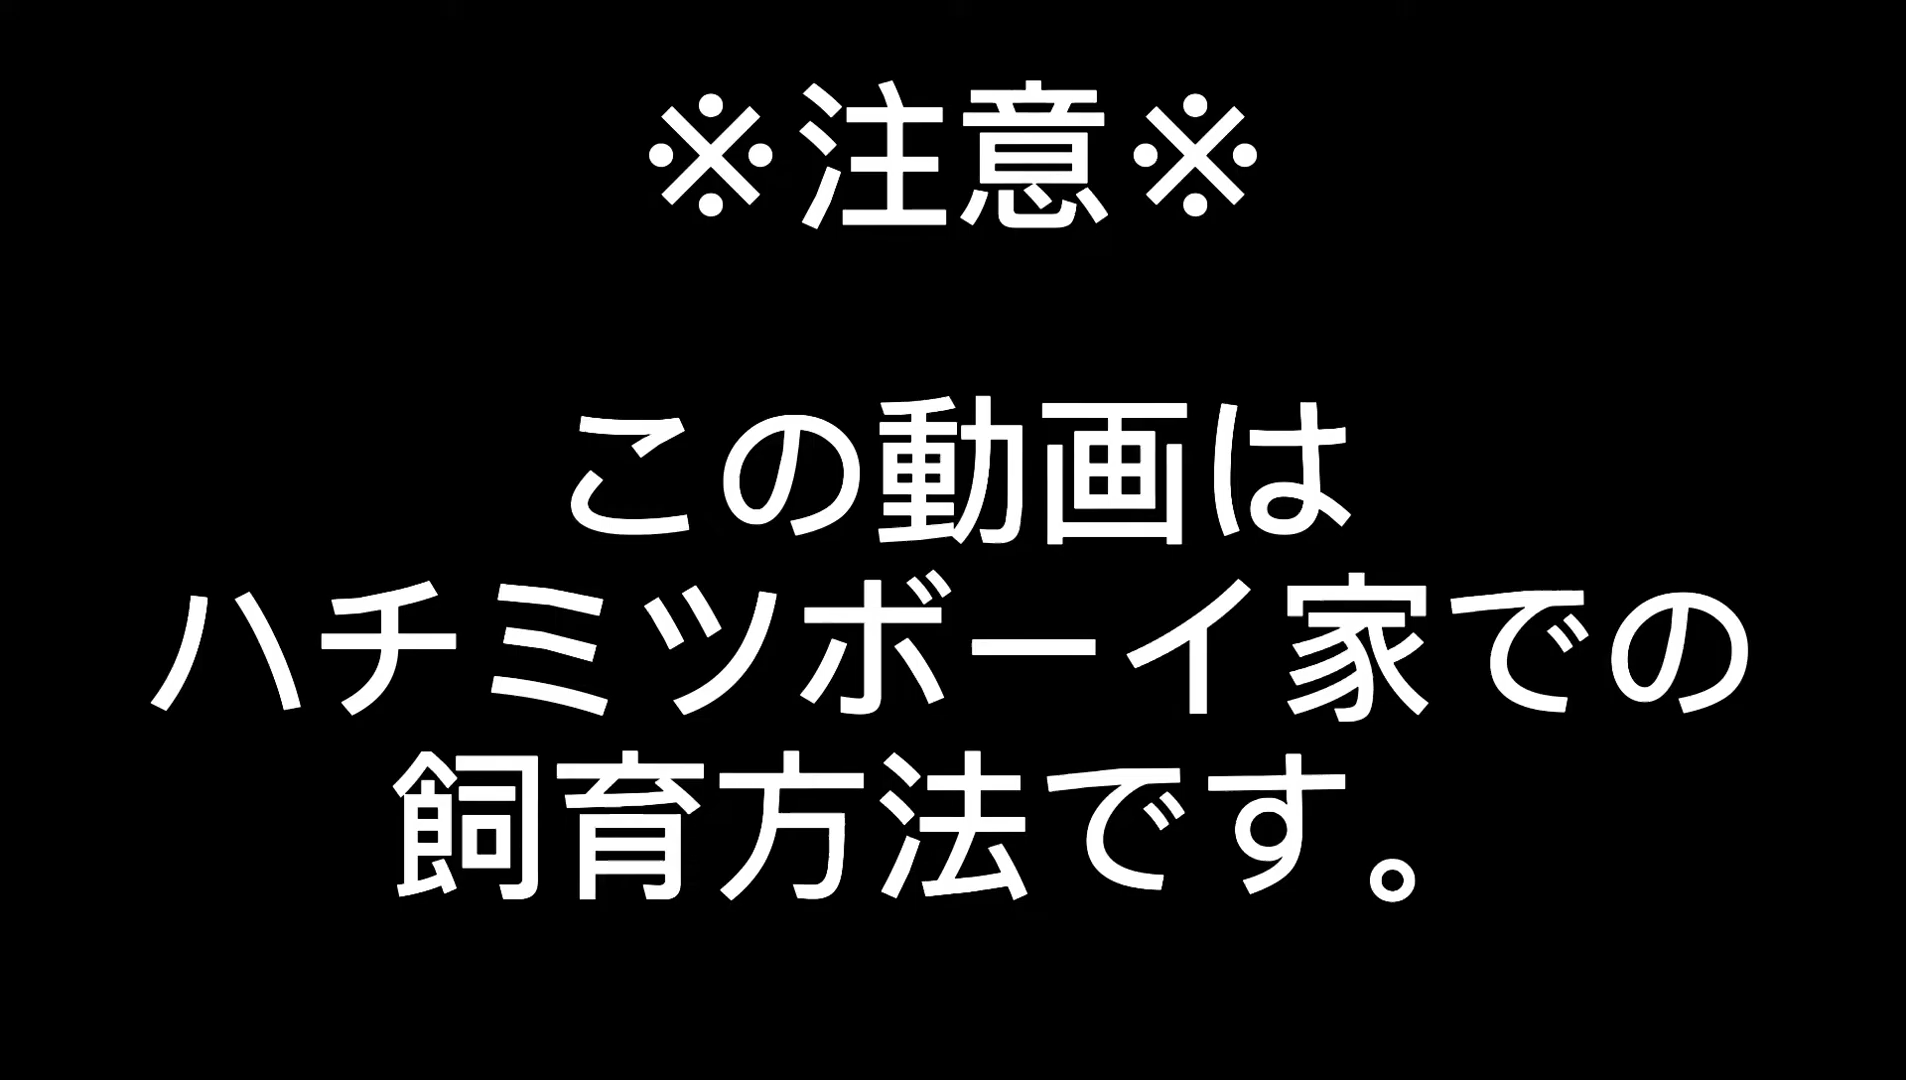 ※注意※
この動画は
ハチミツボーイ家での
飼育方法です。